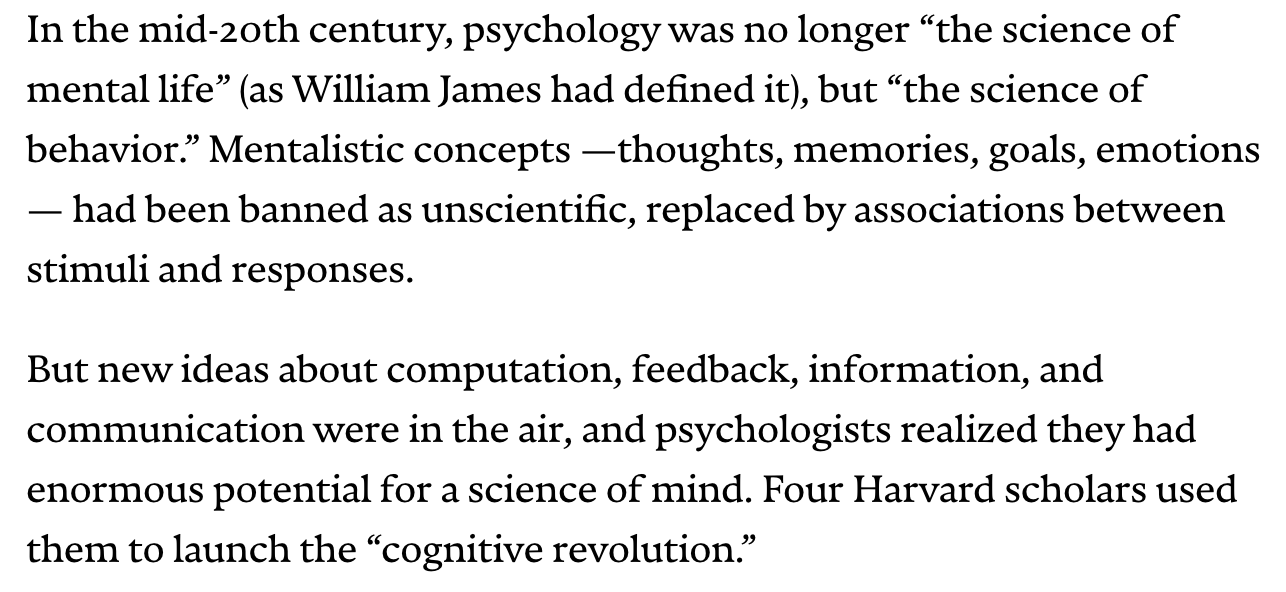 In the mid-20th century, psychology was no longer “the science of
mental life” (as William James had defined it), but “the science of
behavior.” Mentalistic concepts —thoughts, memories, goals, emotions
— had been banned as unscientific, replaced by associations between
stimuli and responses.
But new ideas about computation, feedback, information, and
communication were in the air, and psychologists realized they had
enormous potential for a science of mind. Four Harvard scholars used
them to launch the “cognitive revolution.”